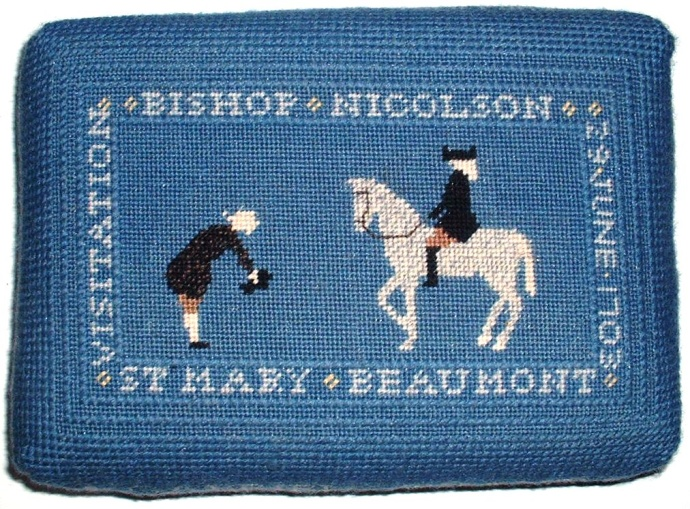 VISITATION
BISHOP NICOLSON
29 JUNE · 1703
ST MARY BEAUMONT